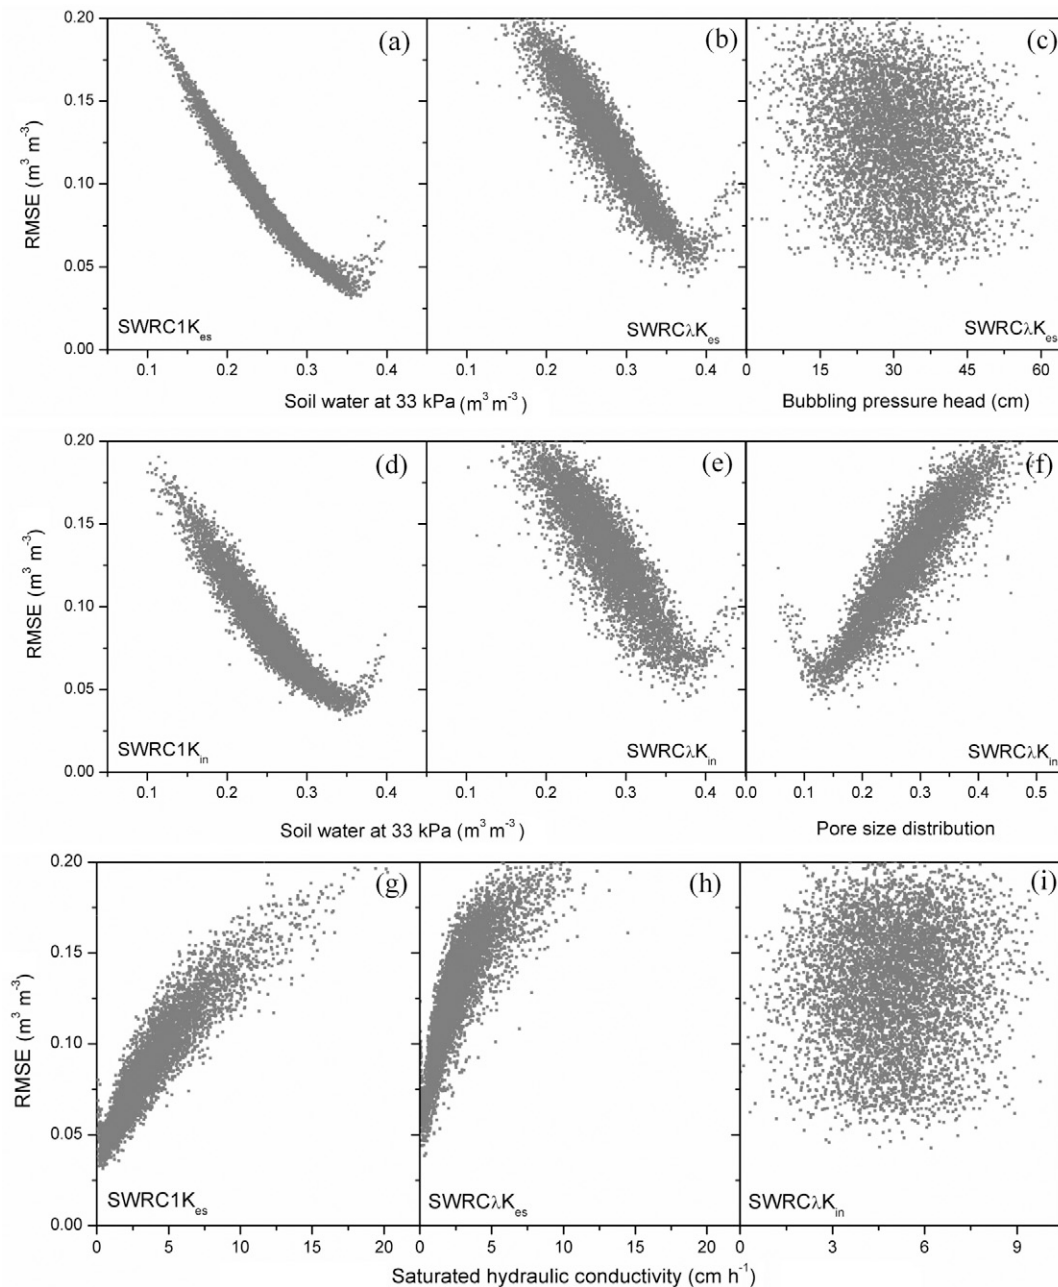 (a) (b) (c)
0.20
0.15
0.10
0.05
0.00
RMSE (m³ m⁻³)
SWRC1K_es SWRCλK_es SWRCλK_es
0.1 0.2 0.3 0.4 0.1 0.2 0.3 0.4 0 15 30 45 60
Soil water at 33 kPa (m³ m⁻³) Bubbling pressure head (cm)
(d) (e) (f)
0.20
0.15
0.10
0.05
0.00
RMSE (m³ m⁻³)
SWRC1K_in SWRCλK_in SWRCλK_in
0.1 0.2 0.3 0.4 0.1 0.2 0.3 0.0 0.1 0.2 0.3 0.4 0.5
Soil water at 33 kPa (m³ m⁻³) Pore size distribution
(g) (h) (i)
0.20
0.15
0.10
0.05
0.00
RMSE (m³ m⁻³)
SWRC1K_es SWRCλK_es SWRCλK_in
0 5 10 15 20 0 5 10 15 20 0 3 6 9
Saturated hydraulic conductivity (cm h⁻¹)